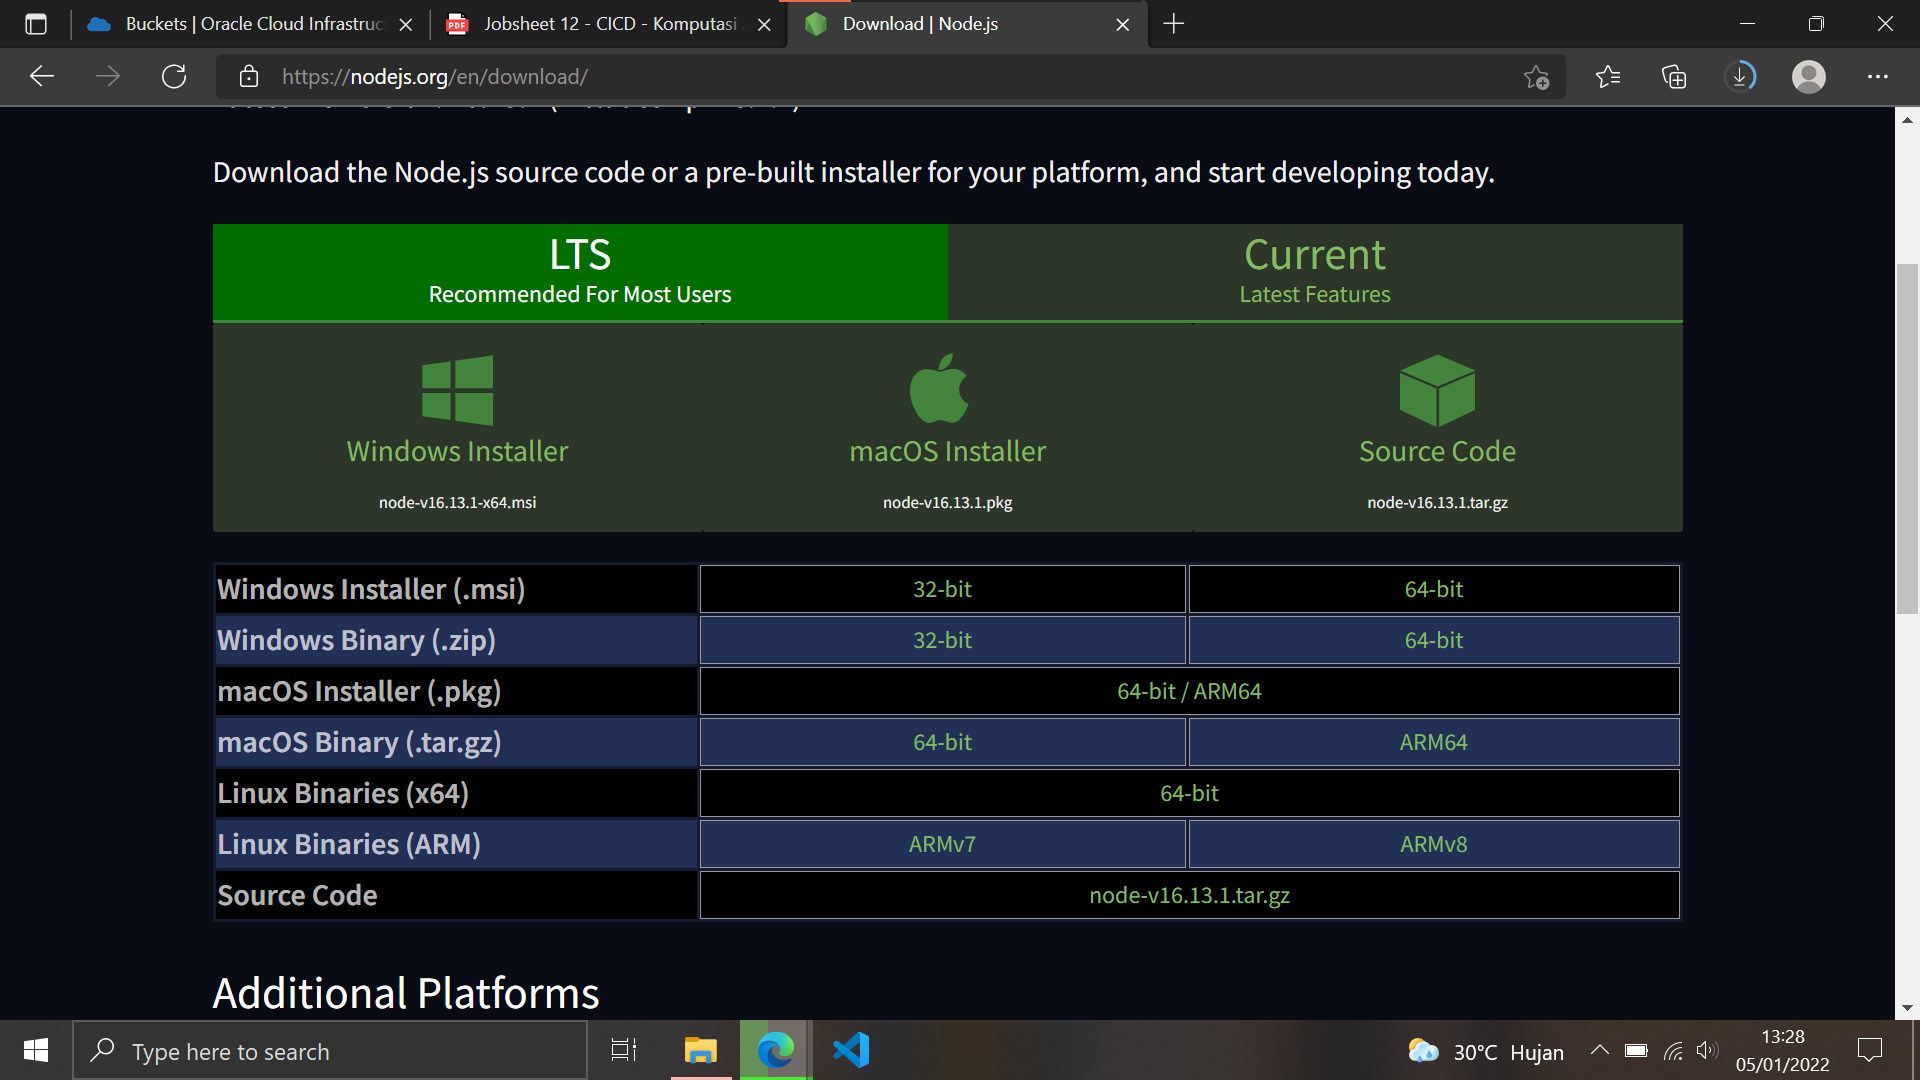 Buckets | Oracle Cloud Infrastruc
Jobsheet 12 - CICD - Komputasi
Download | Node.js
https://nodejs.org/en/download/
Download the Node.js source code or a pre-built installer for your platform, and start developing today.
LTS
Recommended For Most Users
Current
Latest Features
Windows Installer
node-v16.13.1-x64.msi
macOS Installer
node-v16.13.1.pkg
Source Code
node-v16.13.1.tar.gz
Windows Installer (.msi) 32-bit 64-bit
Windows Binary (.zip) 32-bit 64-bit
macOS Installer (.pkg) 64-bit / ARM64
macOS Binary (.tar.gz) 64-bit ARM64
Linux Binaries (x64) 64-bit
Linux Binaries (ARM) ARMv7 ARMv8
Source Code node-v16.13.1.tar.gz
Additional Platforms
Type here to search
30°C Hujan
13:28
05/01/2022